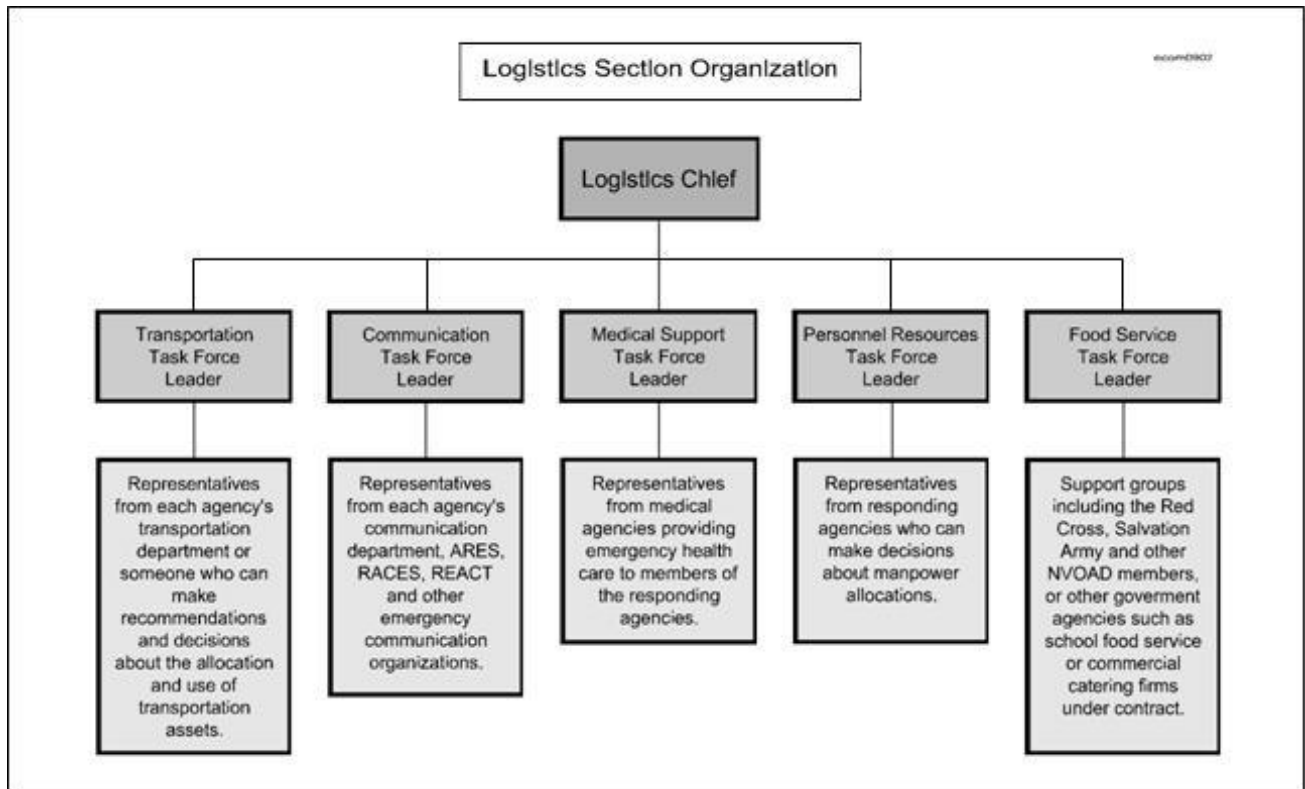 Logistics Section Organization
ecom0902
Logistics Chief
Transportation
Task Force
Leader
Communication
Task Force
Leader
Medical Support
Task Force
Leader
Personnel Resources
Task Force
Leader
Food Service
Task Force
Leader
Representatives
from each agency's
transportation
department or
someone who can
make
recommendations
and decisions
about the allocation
and use of
transportation
assets.
Representatives
from each agency's
communication
department, ARES,
RACES, REACT
and other
emergency
communication
organizations.
Representatives
from medical
agencies providing
emergency health
care to members of
the responding
agencies.
Representatives
from responding
agencies who can
make decisions
about manpower
allocations.
Support groups
including the Red
Cross, Salvation
Army and other
NVOAD members,
or other goverment
agencies such as
school food service
or commercial
catering firms
under contract.